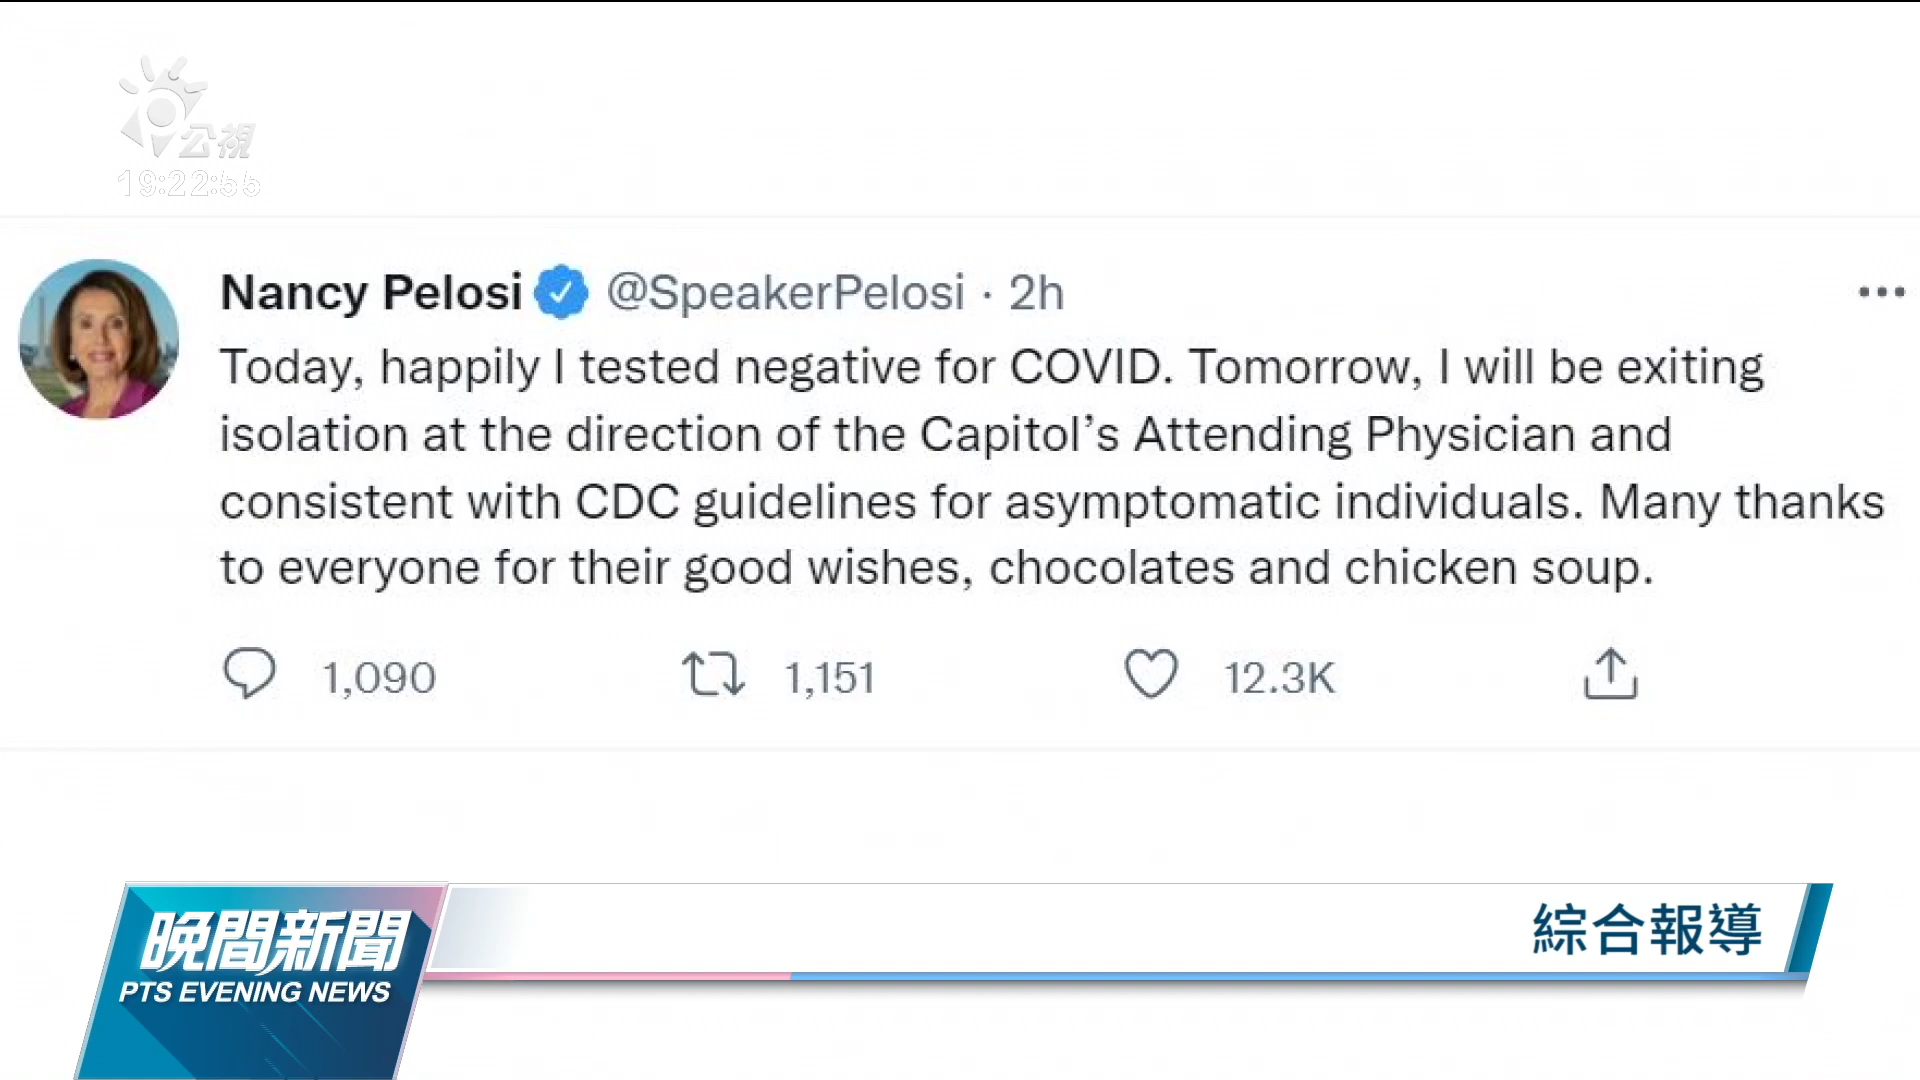 公視
19:22:55
Nancy Pelosi @SpeakerPelosi · 2h
Today, happily I tested negative for COVID. Tomorrow, I will be exiting
isolation at the direction of the Capitol’s Attending Physician and
consistent with CDC guidelines for asymptomatic individuals. Many thanks
to everyone for their good wishes, chocolates and chicken soup.
1,090 1,151 12.3K
晚間新聞
PTS EVENING NEWS
綜合報導